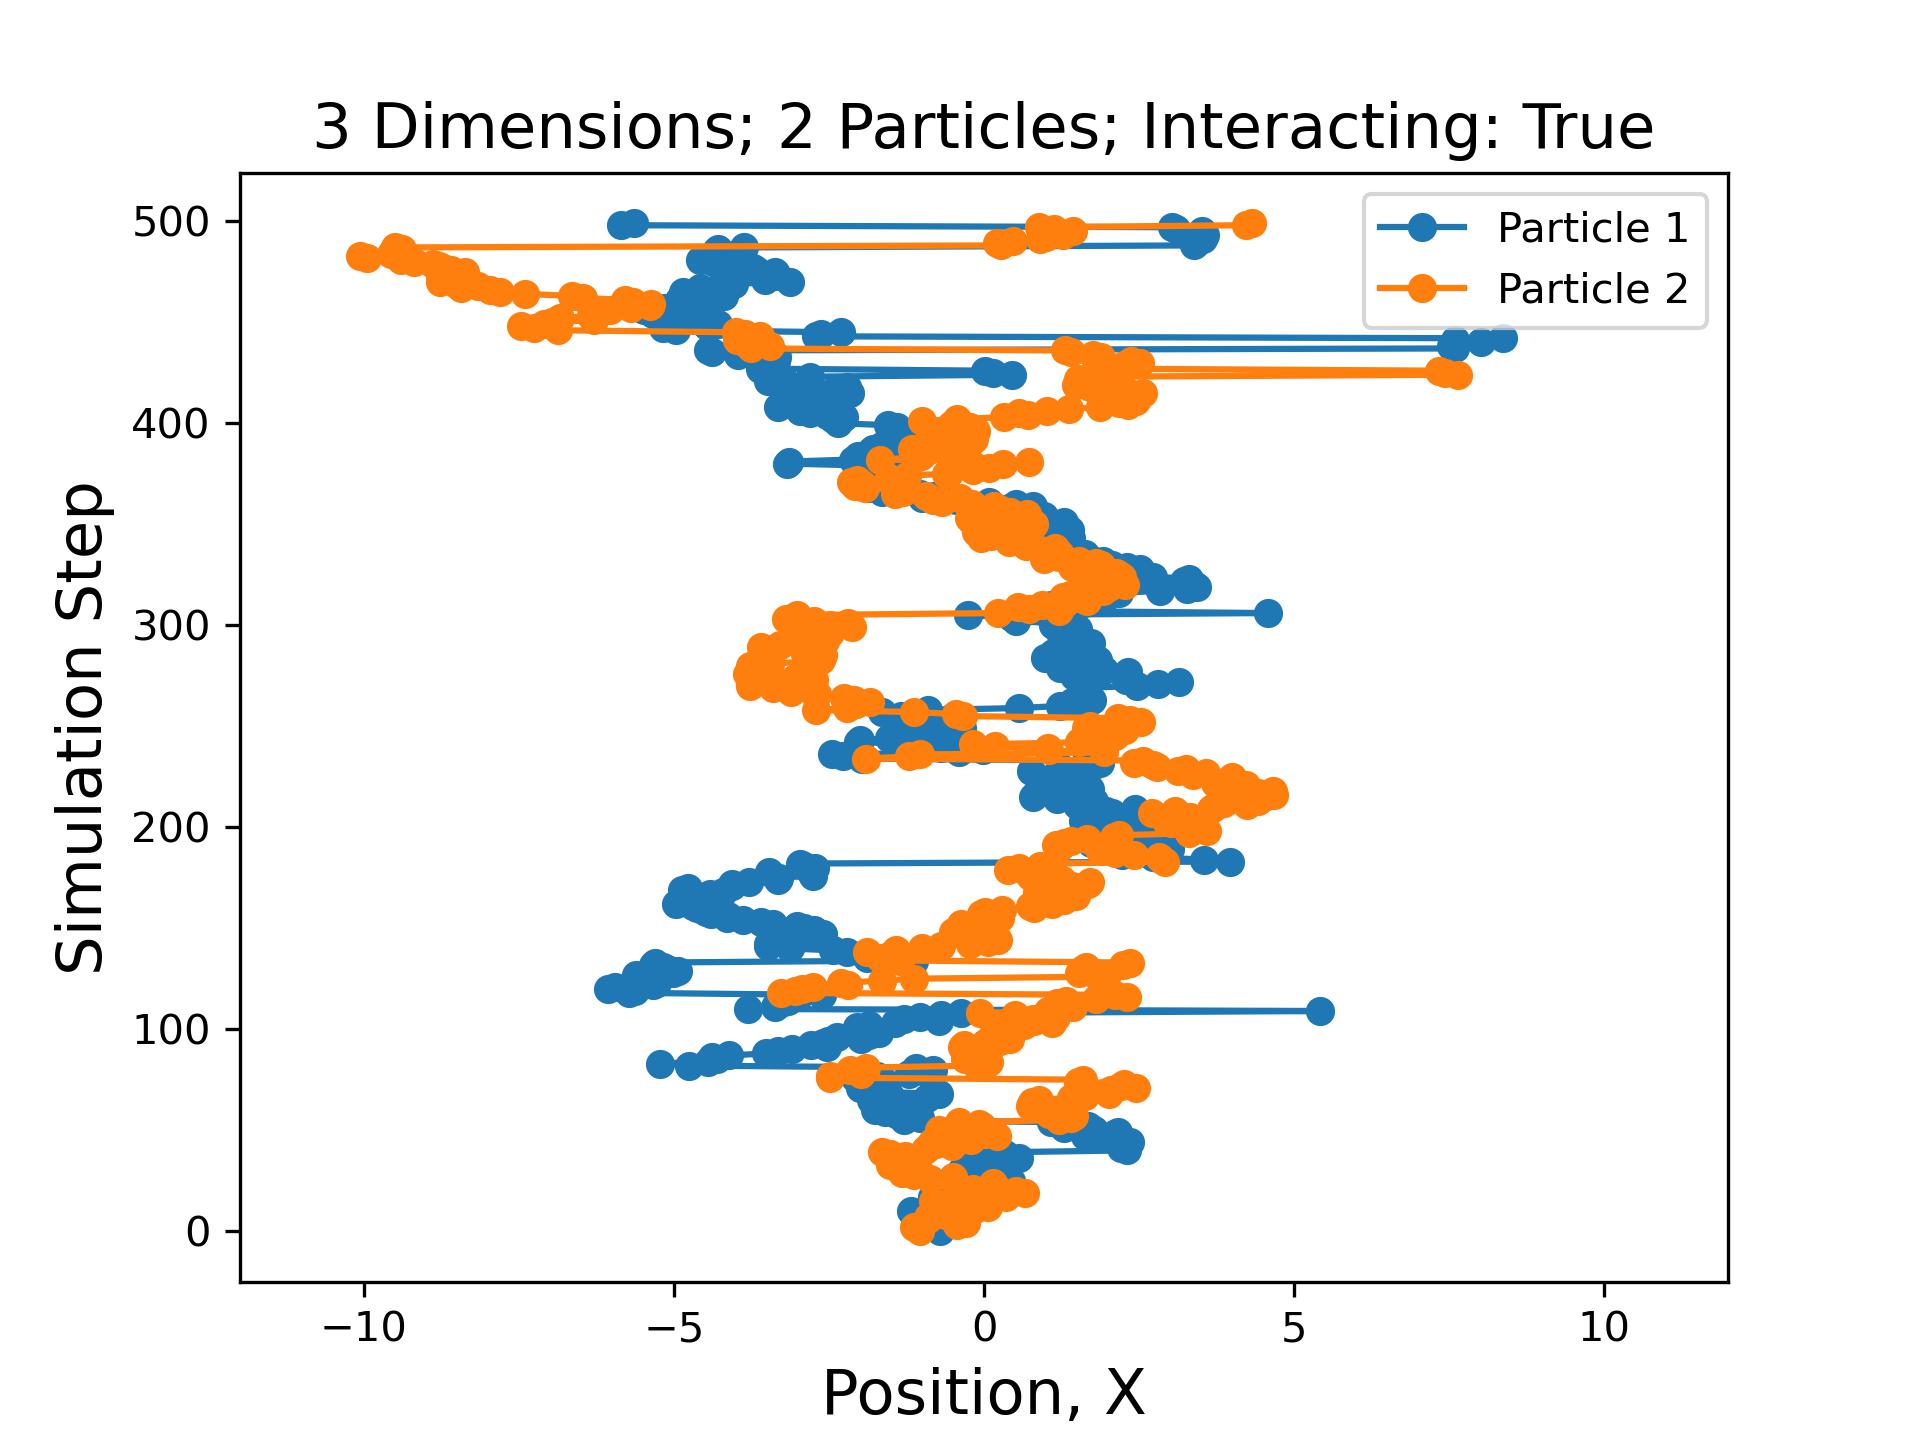 3 Dimensions; 2 Particles; Interacting: True
Particle 1
Particle 2
Simulation Step
500
400
300
200
100
0
−10
−5
0
5
10
Position, X